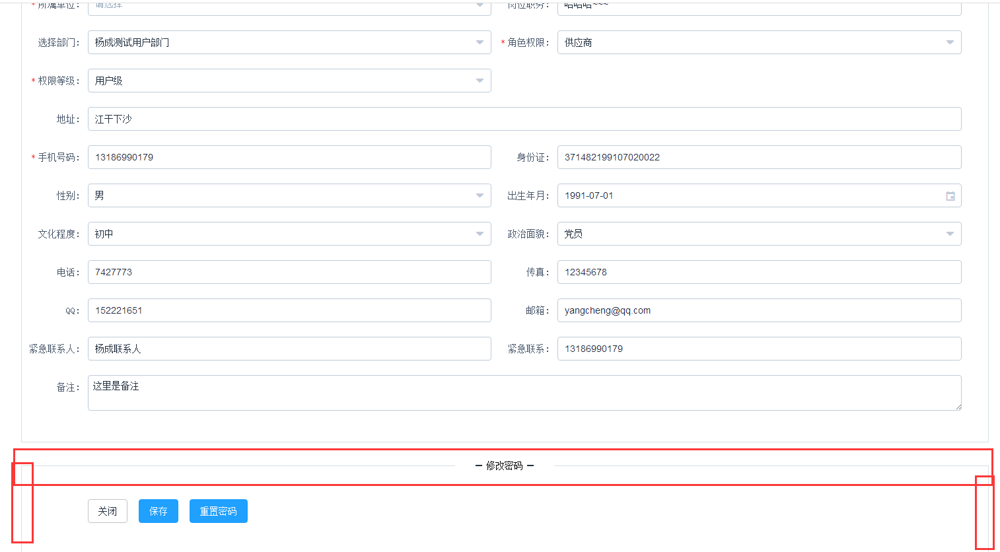 * 所属单位： 请选择 岗位职务： 哈哈哈~~~
选择部门： 杨成测试用户部门 * 角色权限： 供应商
* 权限等级： 用户级
地址： 江干下沙
* 手机号码： 13186990179 身份证： 371482199107020022
性别： 男 出生年月： 1991-07-01
文化程度： 初中 政治面貌： 党员
电话： 7427773 传真： 12345678
QQ： 152221651 邮箱： yangcheng@qq.com
紧急联系人： 杨成联系人 紧急联系： 13186990179
备注： 这里是备注
— 修改密码 —
关闭 保存 重置密码